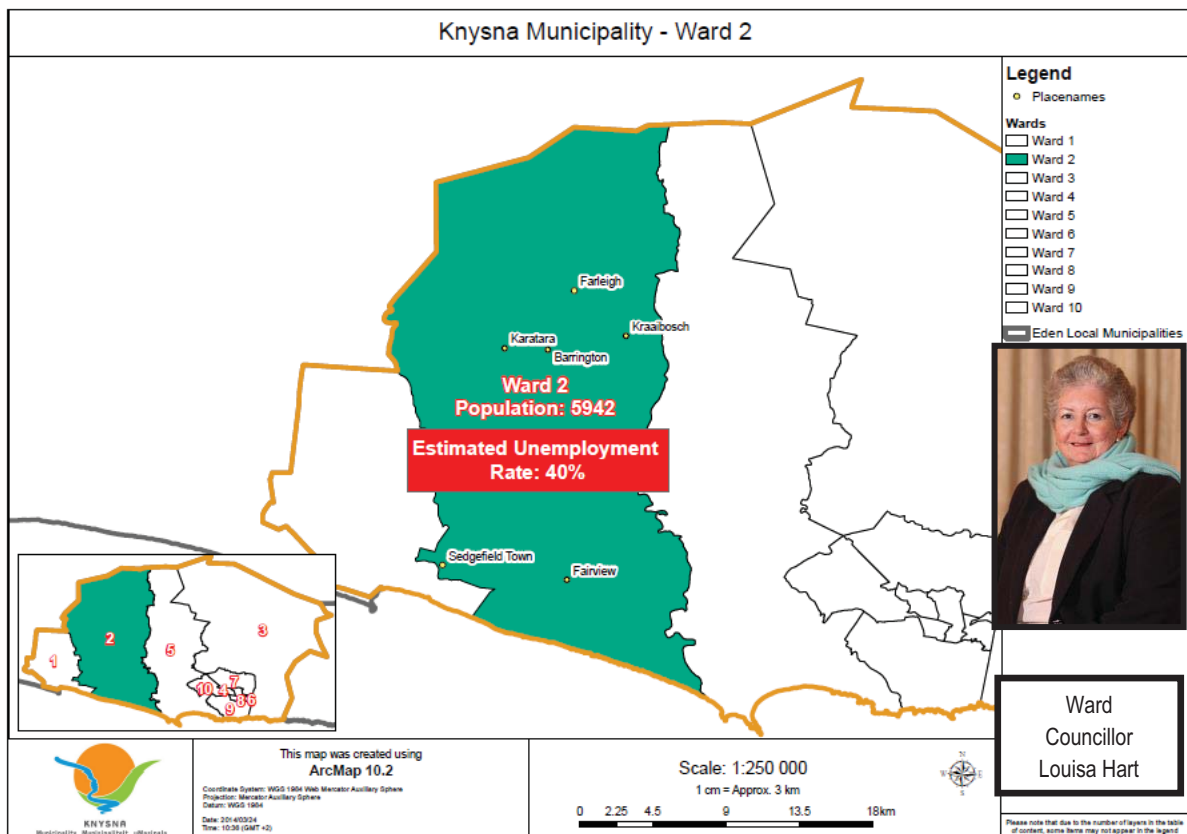 Knysna Municipality - Ward 2
Legend
Placenames
Wards
Ward 1
Ward 2
Ward 3
Ward 4
Ward 5
Ward 6
Ward 7
Ward 8
Ward 9
Ward 10
Eden Local Municipalities
Farleigh
Kraaibosch
Karatara
Barrington
Ward 2
Population: 5942
Estimated Unemployment
Rate: 40%
Sedgefield Town
Fairview
1
2
5
3
7
10
4
8
6
9
Ward
Councillor
Louisa Hart
KNYSNA
Municipality Munisipaliteit uMasipala
This map was created using
ArcMap 10.2
Coordinate System: WGS 1984 Web Mercator Auxiliary Sphere
Projection: Mercator Auxiliary Sphere
Datum: WGS 1984
Date: 2014/03/24
Time: 10:36 (GMT +2)
Scale: 1:250 000
1 cm = Approx. 3 km
0 2.25 4.5 9 13.5 18km
N
W E
S
Please note that due to the number of layers in the table
of content, some items may not appear in the legend